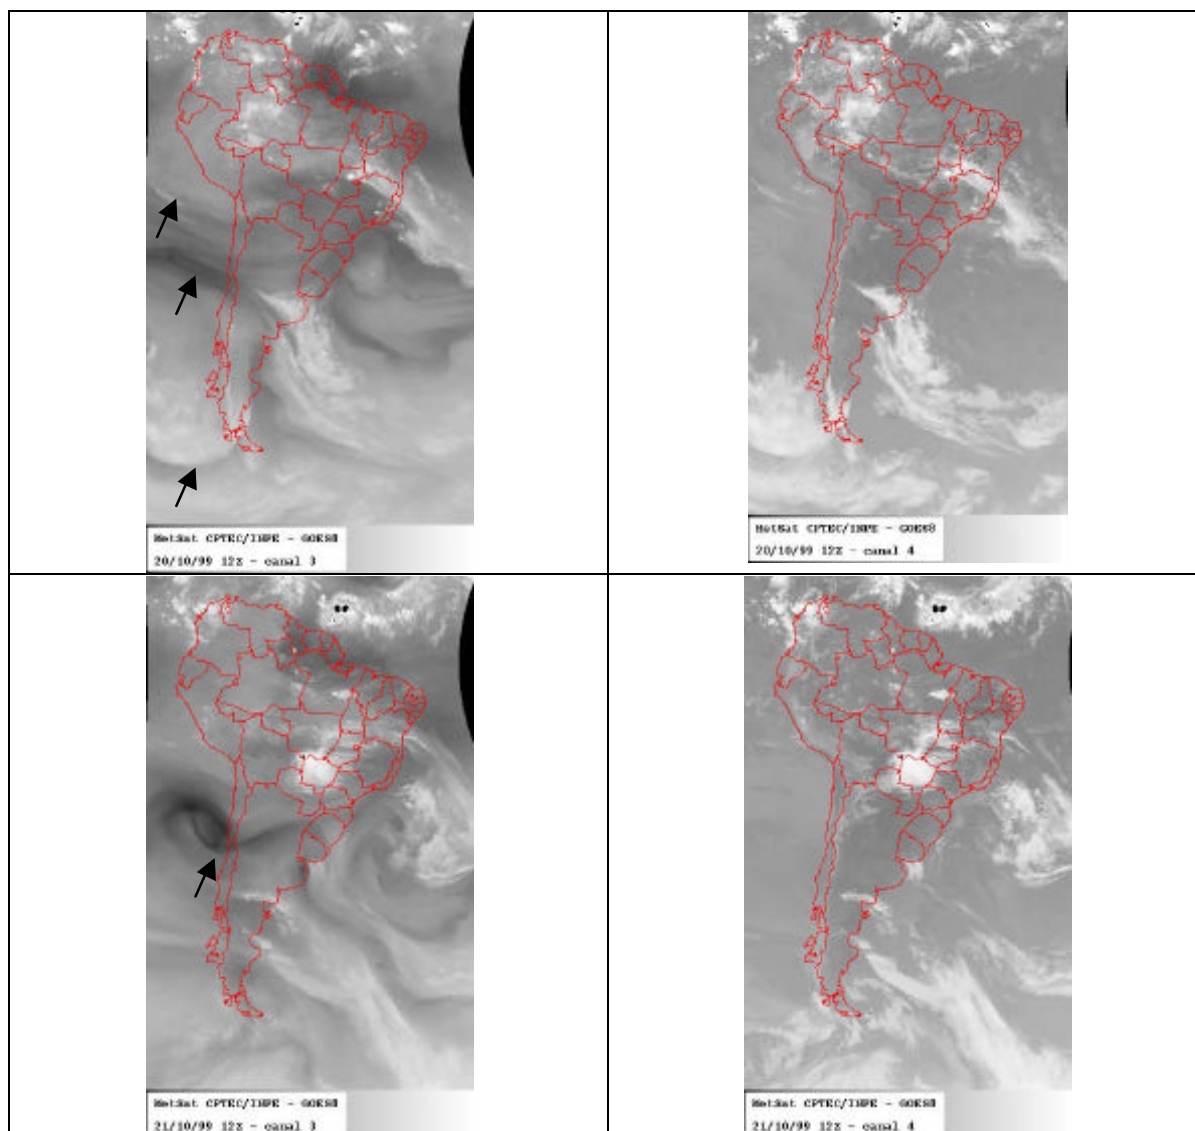 MetSat CPTEC/INPE - GOES8
20/10/99 12Z - canal 3
MetSat CPTEC/INPE - GOES8
20/10/99 12Z - canal 4
MetSat CPTEC/INPE - GOES8
21/10/99 12Z - canal 3
MetSat CPTEC/INPE - GOES8
21/10/99 12Z - canal 4